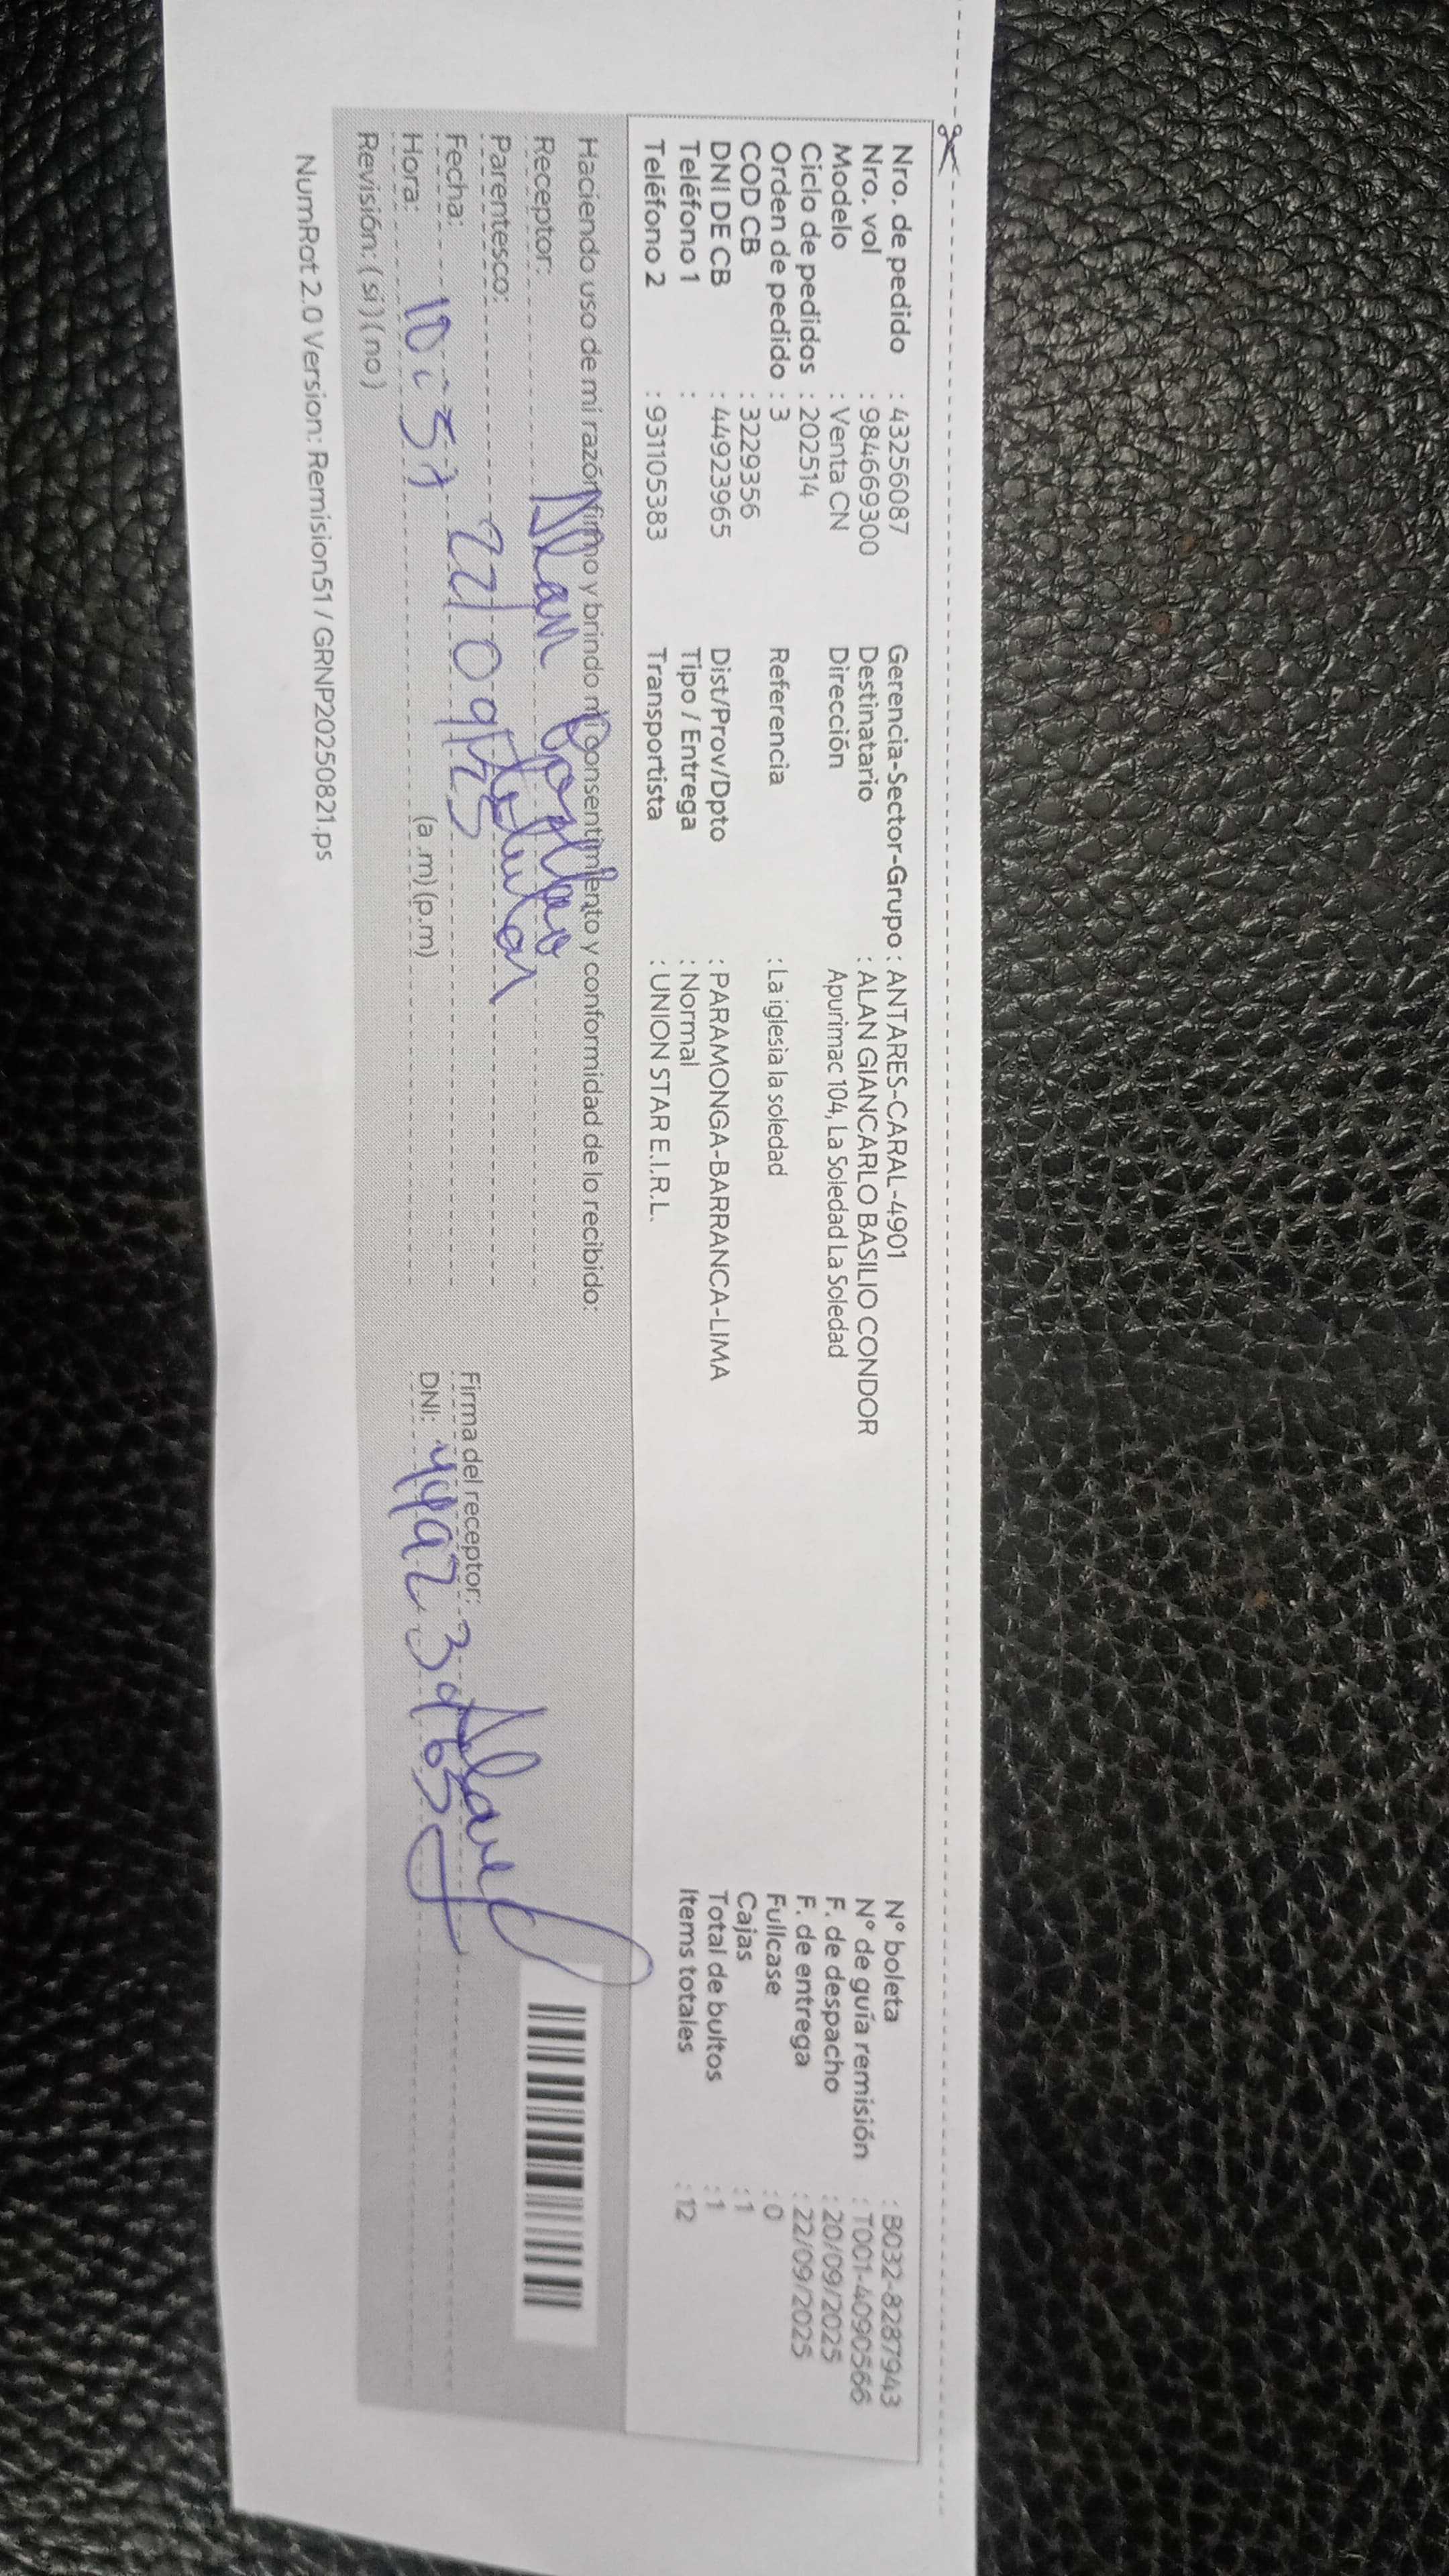 Nro. de pedido : 43256087
Nro. vol : 984669300
Modelo : Venta CN
Ciclo de pedidos : 202514
Orden de pedido : 3
COD CB : 3229356
DNI DE CB : 44923965
Teléfono 1 :
Teléfono 2 : 931105383
Gerencia-Sector-Grupo : ANTARES-CARAL-4901
Destinatario : ALAN GIANCARLO BASILIO CONDOR
Dirección Apurimac 104, La Soledad La Soledad
Referencia : La iglesia la soledad
Dist/Prov/Dpto : PARAMONGA-BARRANCA-LIMA
Tipo / Entrega : Normal
Transportista : UNION STAR E.I.R.L.
N° boleta : B032-8287943
N° de guía remisión : T001-4090566
F. de despacho : 20/09/2025
F. de entrega : 22/09/2025
Fullcase : 0
Cajas : 1
Total de bultos : 1
Items totales : 12
Haciendo uso de mi razón firmo y brindo mi consentimiento y conformidad de lo recibido:
Receptor: Alan Basilio
Parentesco: titular
Fecha: 22/09/25
Hora: 10:37 (a.m) (p.m)
Revisión: ( si ) ( no )
Firma del receptor: Alan
DNI: 44923965
NumRot 2.0 Version: Remision51 / GRNP20250821.ps